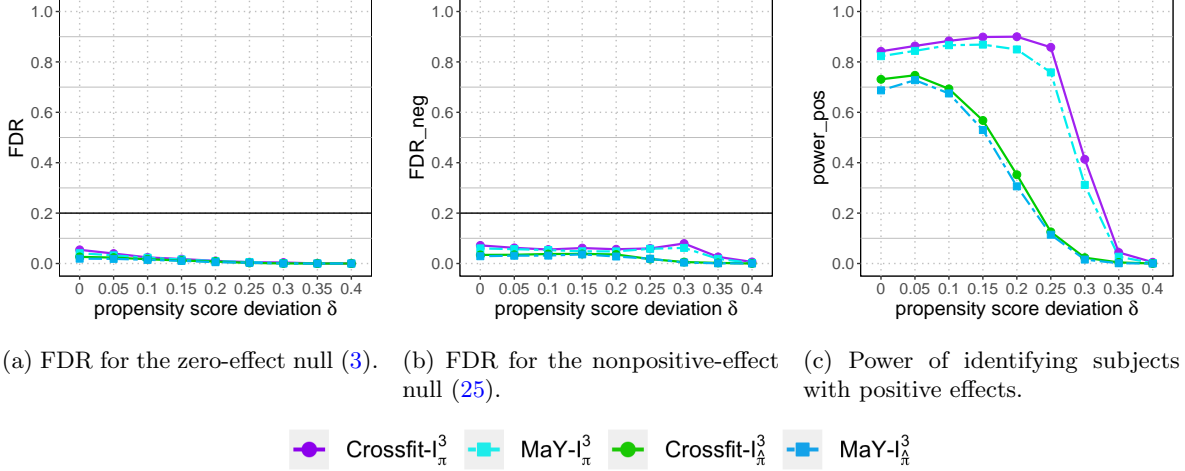 FDR
1.0
0.8
0.6
0.4
0.2
0.0
0 0.05 0.1 0.15 0.2 0.25 0.3 0.35 0.4
propensity score deviation δ
FDR_neg
1.0
0.8
0.6
0.4
0.2
0.0
0 0.05 0.1 0.15 0.2 0.25 0.3 0.35 0.4
propensity score deviation δ
power_pos
1.0
0.8
0.6
0.4
0.2
0.0
0 0.05 0.1 0.15 0.2 0.25 0.3 0.35 0.4
propensity score deviation δ
(a) FDR for the zero-effect null (3).
(b) FDR for the nonpositive-effect
null (25).
(c) Power of identifying subjects
with positive effects.
Crossfit-I³_π MaY-I³_π Crossfit-I³_π̂ MaY-I³_π̂